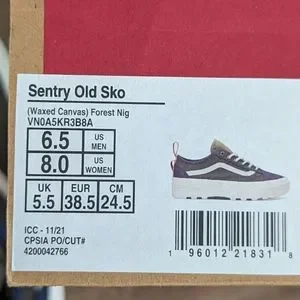 Sentry Old Sko
(Waxed Canvas) Forest Nig
VN0A5KR3B8A
6.5 US MEN
8.0 US WOMEN
UK EUR CM
5.5 38.5 24.5
ICC - 11/21
CPSIA PO/CUT#
4200042766
1 96012 21831 8